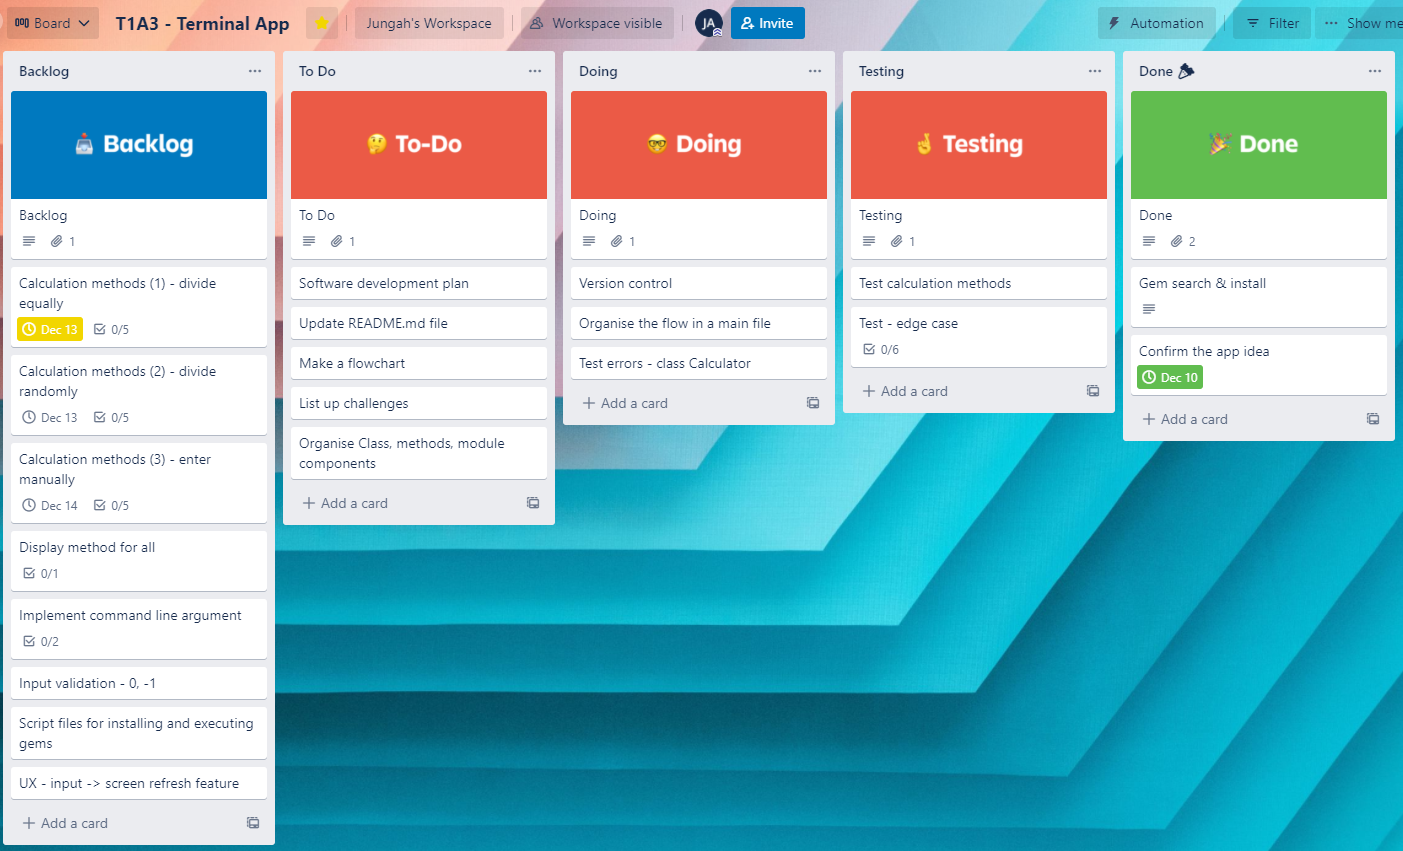 Board
T1A3 - Terminal App
Jungah's Workspace
Workspace visible
JA
Invite
Automation
Filter
Show me
Backlog
Backlog
Backlog
1
Calculation methods (1) - divide
equally
Dec 13
0/5
Calculation methods (2) - divide
randomly
Dec 13
0/5
Calculation methods (3) - enter
manually
Dec 14
0/5
Display method for all
0/1
Implement command line argument
0/2
Input validation - 0, -1
Script files for installing and executing
gems
UX - input -> screen refresh feature
+ Add a card
To Do
To-Do
To Do
1
Software development plan
Update README.md file
Make a flowchart
List up challenges
Organise Class, methods, module
components
+ Add a card
Doing
Doing
Doing
1
Version control
Organise the flow in a main file
Test errors - class Calculator
+ Add a card
Testing
Testing
Testing
1
Test calculation methods
Test - edge case
0/6
+ Add a card
Done
Done
Done
2
Gem search & install
Confirm the app idea
Dec 10
+ Add a card